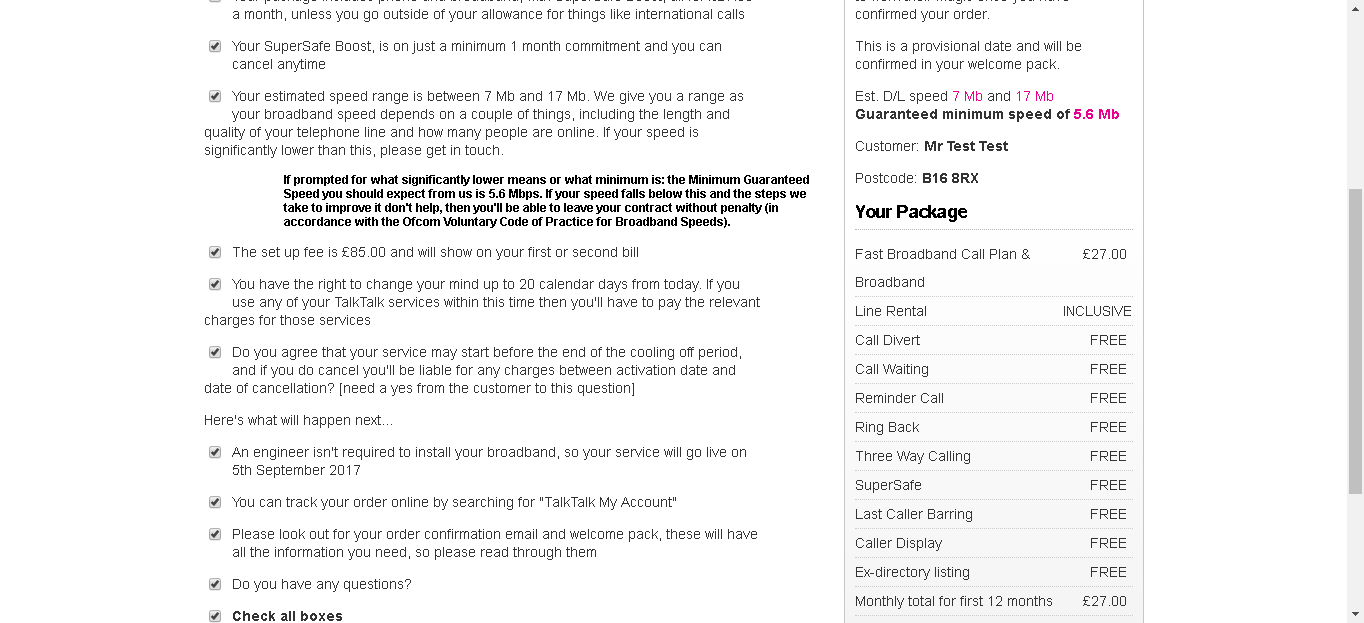 a month, unless you go outside of your allowance for things like international calls
Your SuperSafe Boost, is on just a minimum 1 month commitment and you can
cancel anytime
Your estimated speed range is between 7 Mb and 17 Mb. We give you a range as
your broadband speed depends on a couple of things, including the length and
quality of your telephone line and how many people are online. If your speed is
significantly lower than this, please get in touch.
If prompted for what significantly lower means or what minimum is: the Minimum Guaranteed
Speed you should expect from us is 5.6 Mbps. If your speed falls below this and the steps we
take to improve it don't help, then you'll be able to leave your contract without penalty (in
accordance with the Ofcom Voluntary Code of Practice for Broadband Speeds).
The set up fee is £85.00 and will show on your first or second bill
You have the right to change your mind up to 20 calendar days from today. If you
use any of your TalkTalk services within this time then you'll have to pay the relevant
charges for those services
Do you agree that your service may start before the end of the cooling off period,
and if you do cancel you'll be liable for any charges between activation date and
date of cancellation? [need a yes from the customer to this question]
Here's what will happen next...
An engineer isn't required to install your broadband, so your service will go live on
5th September 2017
You can track your order online by searching for "TalkTalk My Account"
Please look out for your order confirmation email and welcome pack, these will have
all the information you need, so please read through them
Do you have any questions?
Check all boxes
confirmed your order.
This is a provisional date and will be
confirmed in your welcome pack.
Est. D/L speed 7 Mb and 17 Mb
Guaranteed minimum speed of 5.6 Mb
Customer: Mr Test Test
Postcode: B16 8RX
Your Package
Fast Broadband Call Plan & £27.00
Broadband
Line Rental INCLUSIVE
Call Divert FREE
Call Waiting FREE
Reminder Call FREE
Ring Back FREE
Three Way Calling FREE
SuperSafe FREE
Last Caller Barring FREE
Caller Display FREE
Ex-directory listing FREE
Monthly total for first 12 months £27.00